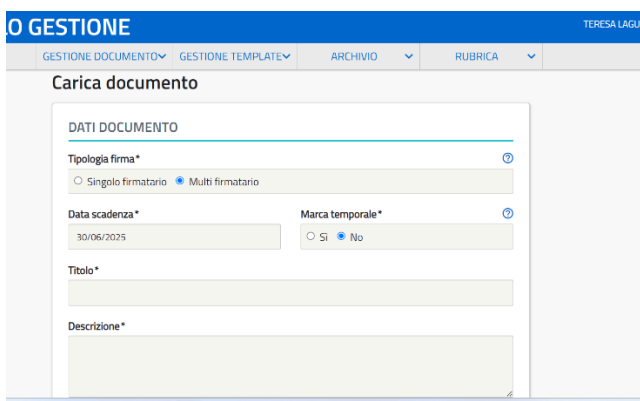 O GESTIONE
TERESA LAGU
GESTIONE DOCUMENTO GESTIONE TEMPLATE ARCHIVIO RUBRICA
Carica documento
DATI DOCUMENTO
Tipologia firma*
Singolo firmatario Multi firmatario
Data scadenza* Marca temporale*
30/06/2025 Sì No
Titolo*
Descrizione*